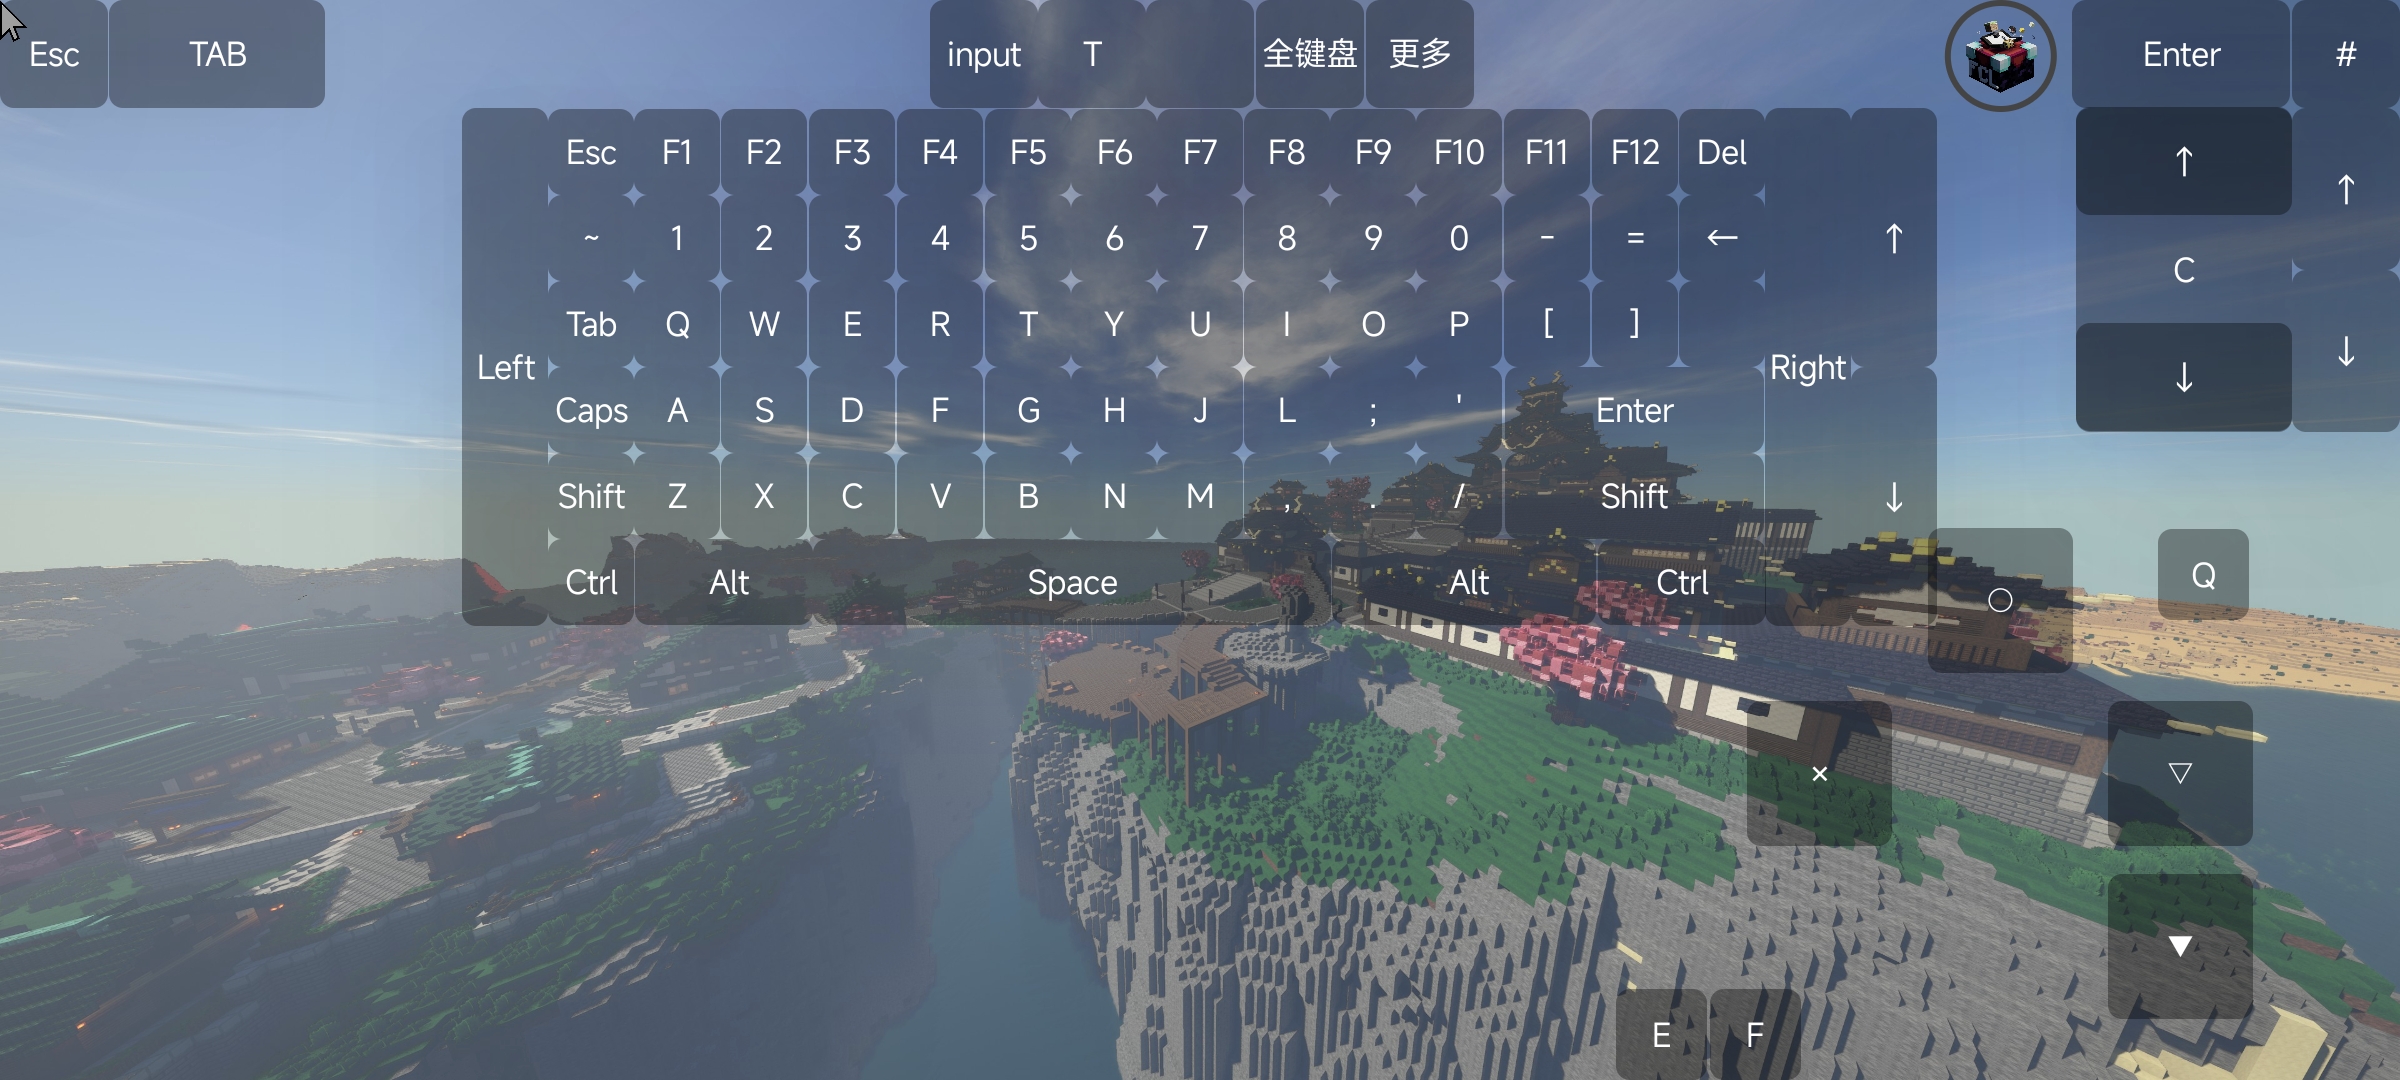 Esc TAB input T 全键盘 更多 FCL Enter #
Esc F1 F2 F3 F4 F5 F6 F7 F8 F9 F10 F11 F12 Del ↑
~ 1 2 3 4 5 6 7 8 9 0 - = ← ↑ ↑
C
Tab Q W E R T Y U I O P [ ]
Left Right ↓ ↓
Caps A S D F G H J L ; ' Enter
Shift Z X C V B N M , . / Shift ↓
Ctrl Alt Space Alt Ctrl ○ Q
× ▽
▼
E F